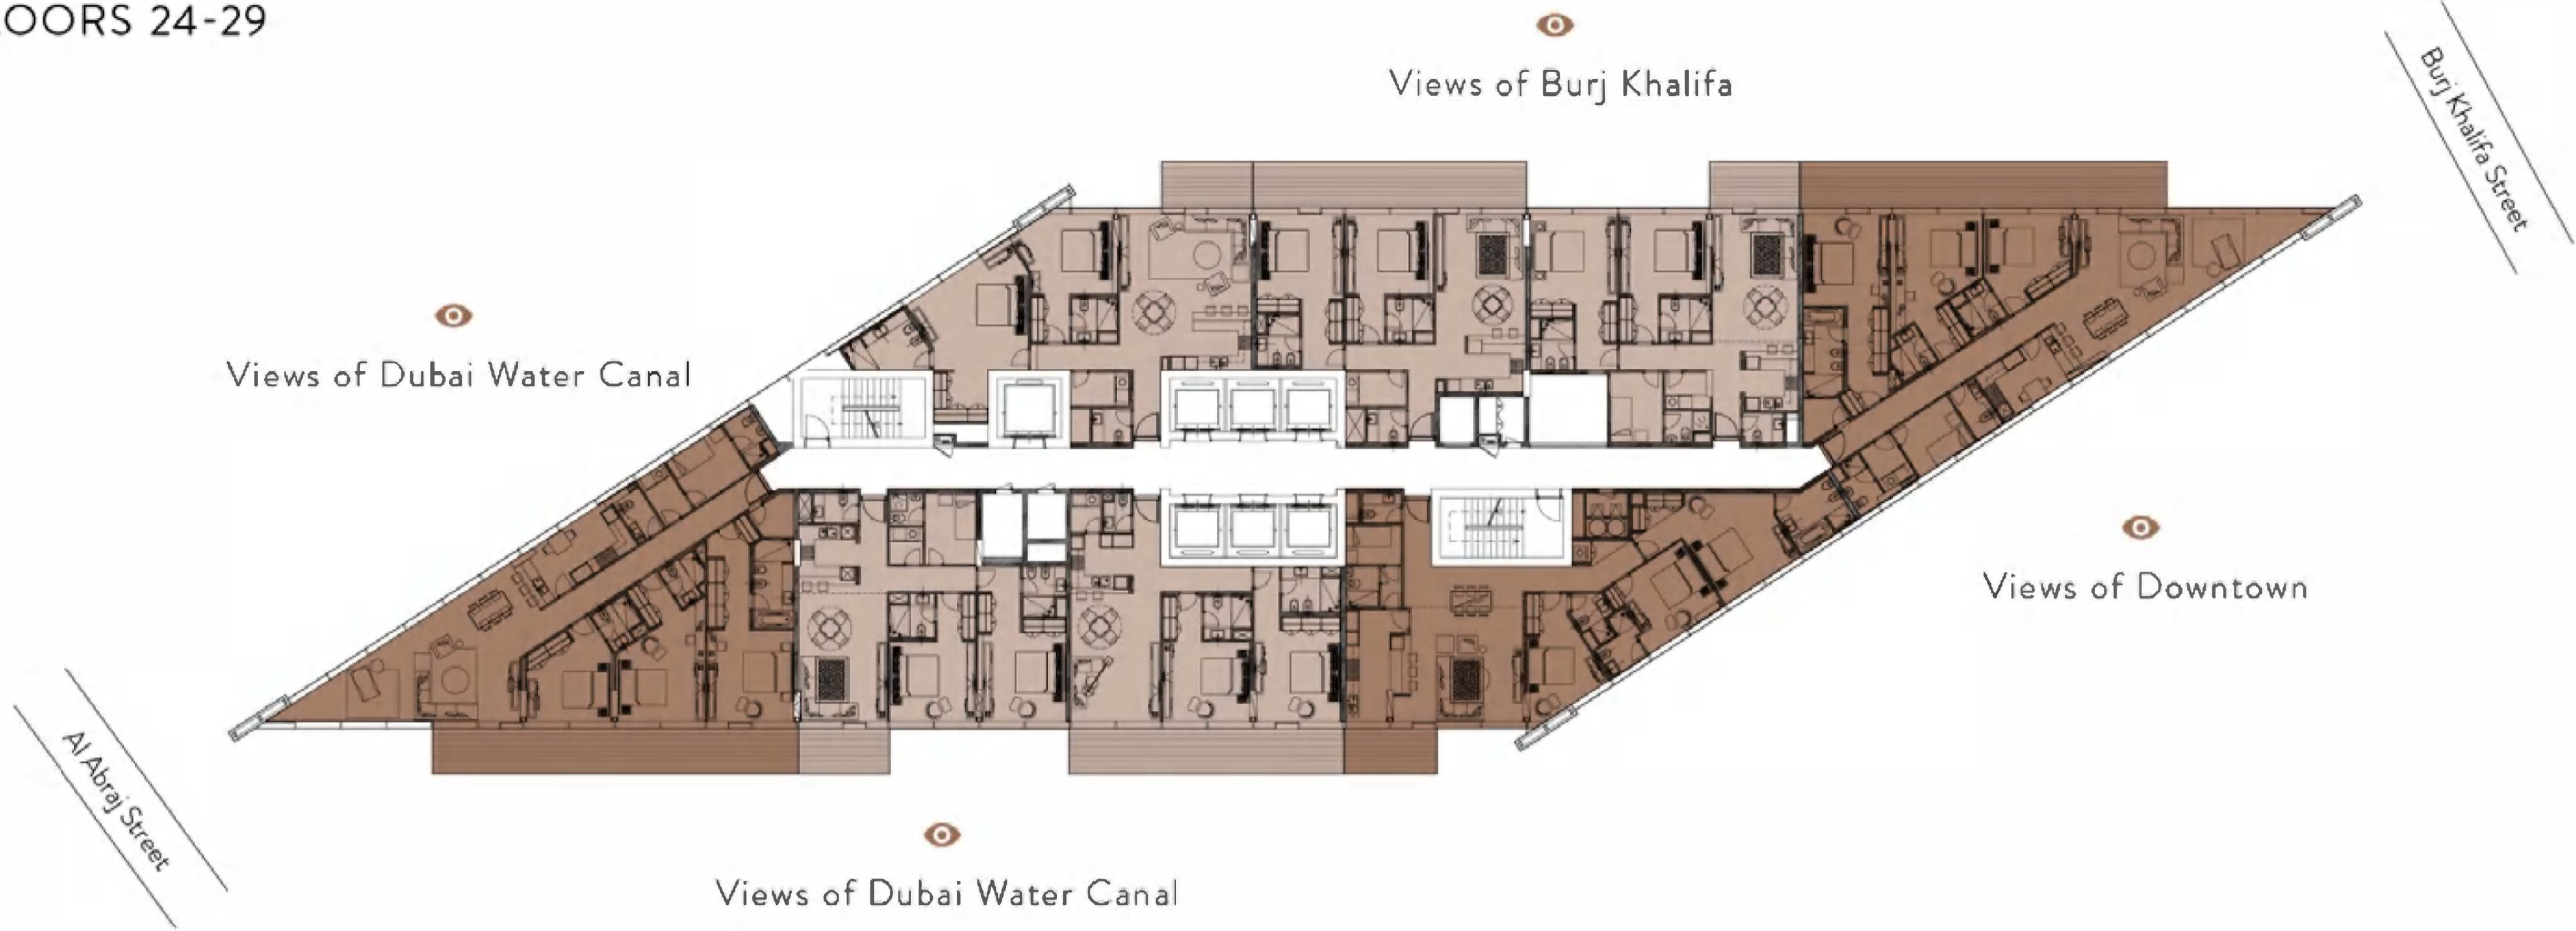 OORS 24-29
Views of Burj Khalifa
Burj Khalifa Street
Views of Dubai Water Canal
Views of Downtown
Al Abraj Street
Views of Dubai Water Canal